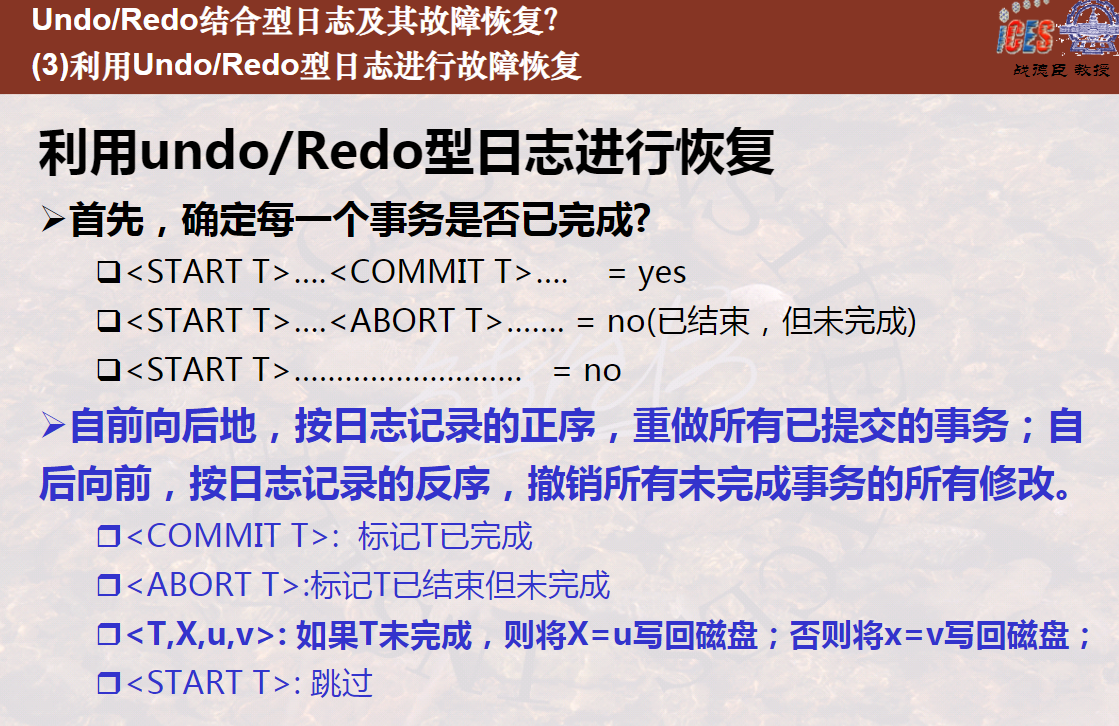 Undo/Redo结合型日志及其故障恢复?
(3)利用Undo/Redo型日志进行故障恢复
iCES
战德臣 教授
利用undo/Redo型日志进行恢复
首先，确定每一个事务是否已完成?
<START T>....<COMMIT T>.... = yes
<START T>....<ABORT T>....... = no(已结束，但未完成)
<START T>........................... = no
自前向后地，按日志记录的正序，重做所有已提交的事务；自
后向前，按日志记录的反序，撤销所有未完成事务的所有修改。
<COMMIT T>: 标记T已完成
<ABORT T>:标记T已结束但未完成
<T,X,u,v>: 如果T未完成，则将X=u写回磁盘；否则将x=v写回磁盘；
<START T>: 跳过